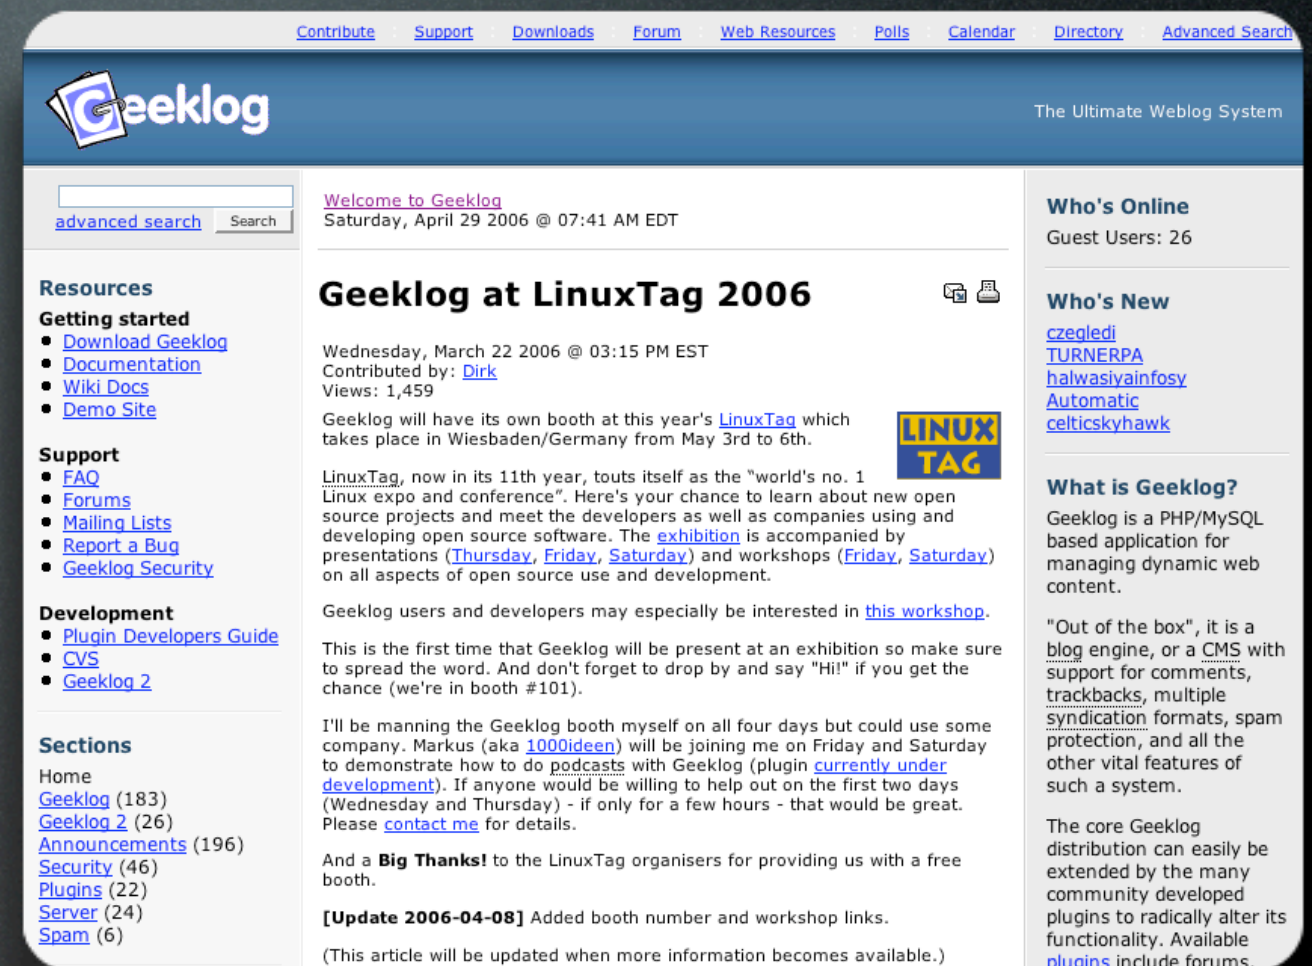 Contribute : Support : Downloads : Forum : Web Resources : Polls : Calendar : Directory : Advanced Search
Geeklog
The Ultimate Weblog System
advanced search Search
Resources
Getting started
Download Geeklog
Documentation
Wiki Docs
Demo Site
Support
FAQ
Forums
Mailing Lists
Report a Bug
Geeklog Security
Development
Plugin Developers Guide
CVS
Geeklog 2
Sections
Home
Geeklog (183)
Geeklog 2 (26)
Announcements (196)
Security (46)
Plugins (22)
Server (24)
Spam (6)
Welcome to Geeklog
Saturday, April 29 2006 @ 07:41 AM EDT
Geeklog at LinuxTag 2006
Wednesday, March 22 2006 @ 03:15 PM EST
Contributed by: Dirk
Views: 1,459
Geeklog will have its own booth at this year's LinuxTag which
takes place in Wiesbaden/Germany from May 3rd to 6th.
LINUX
TAG
LinuxTag, now in its 11th year, touts itself as the “world's no. 1
Linux expo and conference”. Here's your chance to learn about new open
source projects and meet the developers as well as companies using and
developing open source software. The exhibition is accompanied by
presentations (Thursday, Friday, Saturday) and workshops (Friday, Saturday)
on all aspects of open source use and development.
Geeklog users and developers may especially be interested in this workshop.
This is the first time that Geeklog will be present at an exhibition so make sure
to spread the word. And don't forget to drop by and say "Hi!" if you get the
chance (we're in booth #101).
I'll be manning the Geeklog booth myself on all four days but could use some
company. Markus (aka 1000ideen) will be joining me on Friday and Saturday
to demonstrate how to do podcasts with Geeklog (plugin currently under
development). If anyone would be willing to help out on the first two days
(Wednesday and Thursday) - if only for a few hours - that would be great.
Please contact me for details.
And a Big Thanks! to the LinuxTag organisers for providing us with a free
booth.
[Update 2006-04-08] Added booth number and workshop links.
(This article will be updated when more information becomes available.)
Who's Online
Guest Users: 26
Who's New
czegledi
TURNERPA
halwasiyainfosy
Automatic
celticskyhawk
What is Geeklog?
Geeklog is a PHP/MySQL
based application for
managing dynamic web
content.
"Out of the box", it is a
blog engine, or a CMS with
support for comments,
trackbacks, multiple
syndication formats, spam
protection, and all the
other vital features of
such a system.
The core Geeklog
distribution can easily be
extended by the many
community developed
plugins to radically alter its
functionality. Available
plugins include forums,